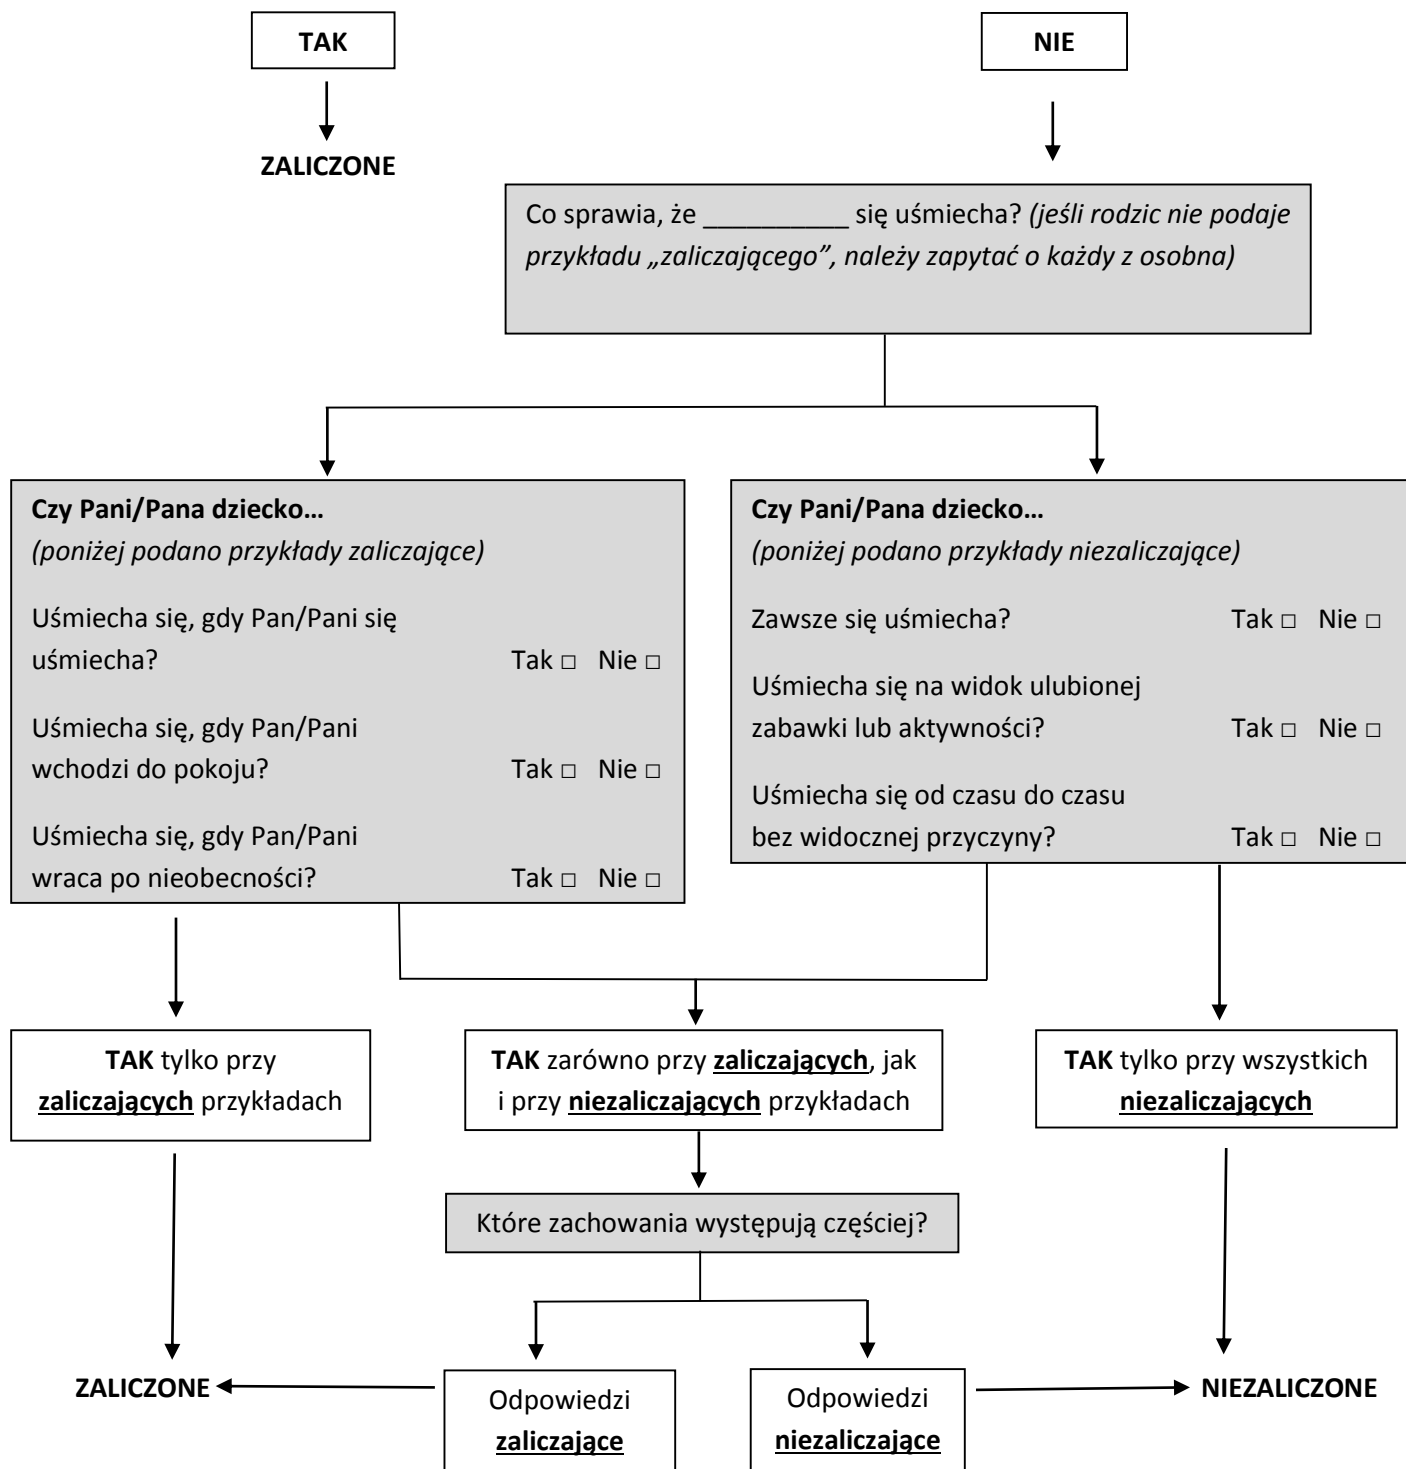 TAK
NIE
ZALICZONE
Co sprawia, że __________ się uśmiecha? (jeśli rodzic nie podaje
przykładu „zaliczającego”, należy zapytać o każdy z osobna)
Czy Pani/Pana dziecko…
(poniżej podano przykłady zaliczające)
Uśmiecha się, gdy Pan/Pani się
uśmiecha? Tak □ Nie □
Uśmiecha się, gdy Pan/Pani
wchodzi do pokoju? Tak □ Nie □
Uśmiecha się, gdy Pan/Pani
wraca po nieobecności? Tak □ Nie □
Czy Pani/Pana dziecko…
(poniżej podano przykłady niezaliczające)
Zawsze się uśmiecha? Tak □ Nie □
Uśmiecha się na widok ulubionej
zabawki lub aktywności? Tak □ Nie □
Uśmiecha się od czasu do czasu
bez widocznej przyczyny? Tak □ Nie □
TAK tylko przy
zaliczających przykładach
TAK zarówno przy zaliczających, jak
i przy niezaliczających przykładach
TAK tylko przy wszystkich
niezaliczających
Które zachowania występują częściej?
ZALICZONE
Odpowiedzi
zaliczające
Odpowiedzi
niezaliczające
NIEZALICZONE